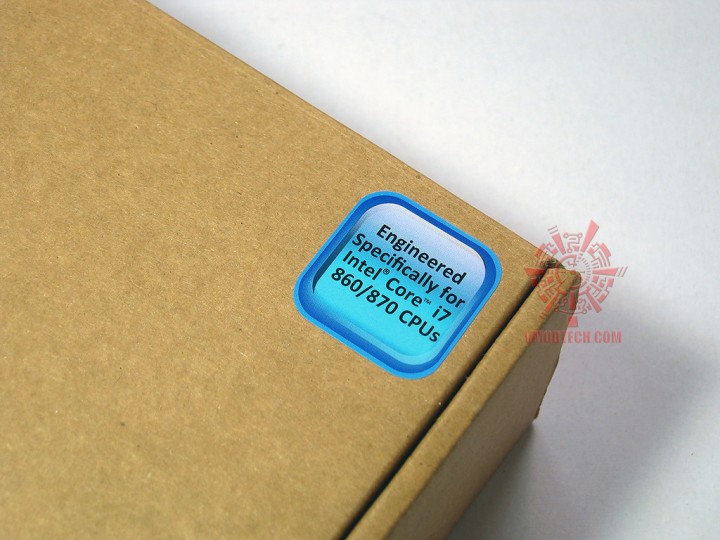 Engineered
Specifically for
Intel® Core™ i7
860/870 CPUs
VMODTECH.COM